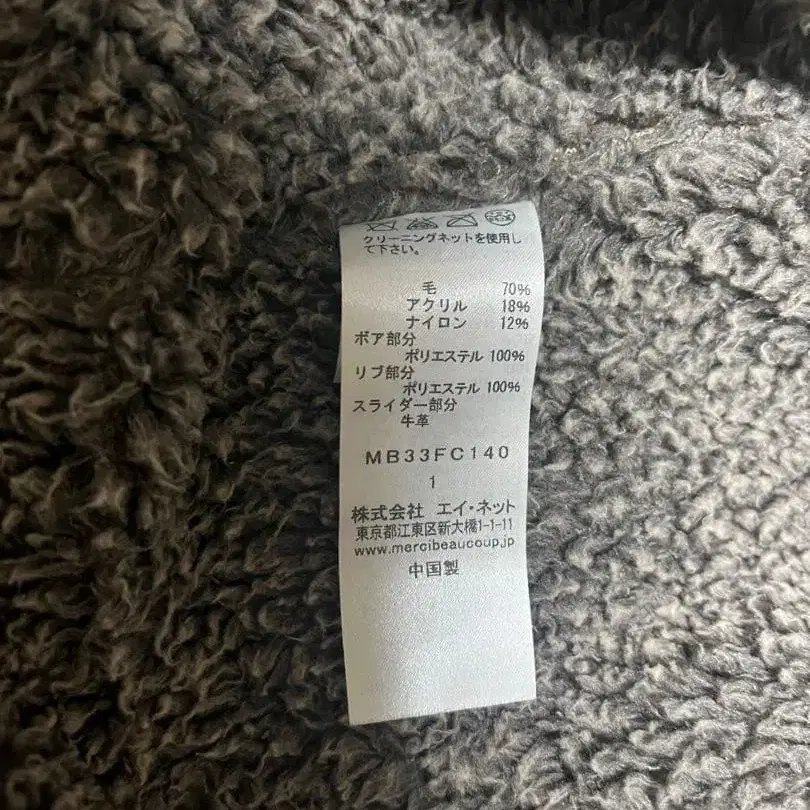 クリーニングネットを使用し
て下さい。
毛 70%
アクリル 18%
ナイロン 12%
ボア部分
ポリエステル 100%
リブ部分
ポリエステル 100%
スライダー部分
牛革
MB33FC140
1
株式会社 エイ・ネット
東京都江東区新大橋1-1-11
www.mercibeaucoup.jp
中国製